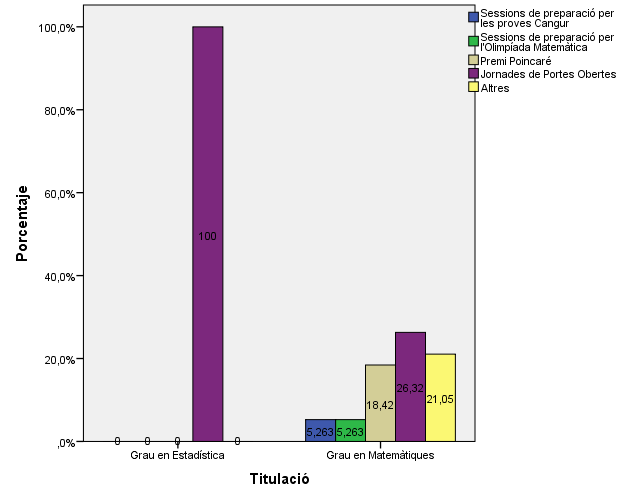 Sessions de preparació per
les proves Cangur
Sessions de preparació per
l'Olimpíada Matemàtica
Premi Poincaré
Jornades de Portes Obertes
Altres
Porcentaje
100,0%
80,0%
60,0%
40,0%
20,0%
,0%
0
0
0
100
0
5,263
5,263
18,42
26,32
21,05
Grau en Estadística
Grau en Matemàtiques
Titulació